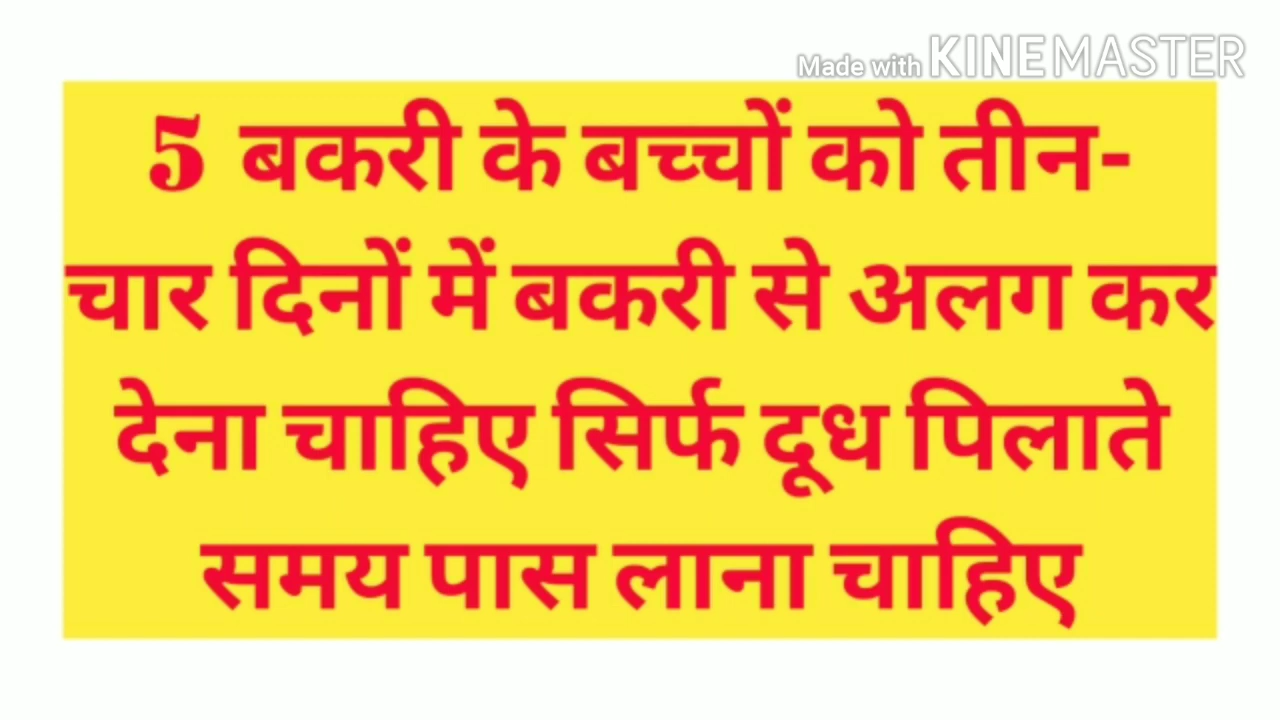 Made with KINEMASTER
5 बकरी के बच्चों को तीन-
चार दिनों में बकरी से अलग कर
देना चाहिए सिर्फ दूध पिलाते
समय पास लाना चाहिए